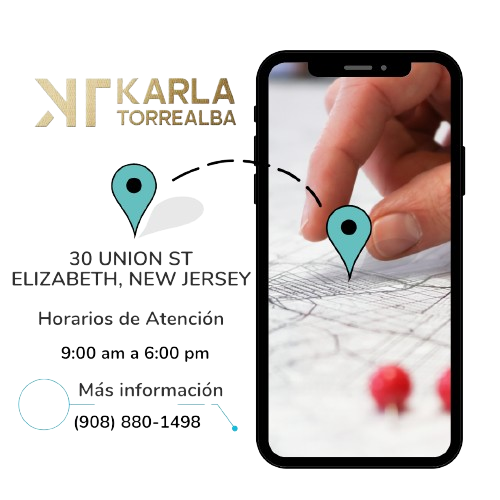 KT KARLA
TORREALBA
30 UNION ST
ELIZABETH, NEW JERSEY
Horarios de Atención
9:00 am a 6:00 pm
Más información
(908) 880-1498